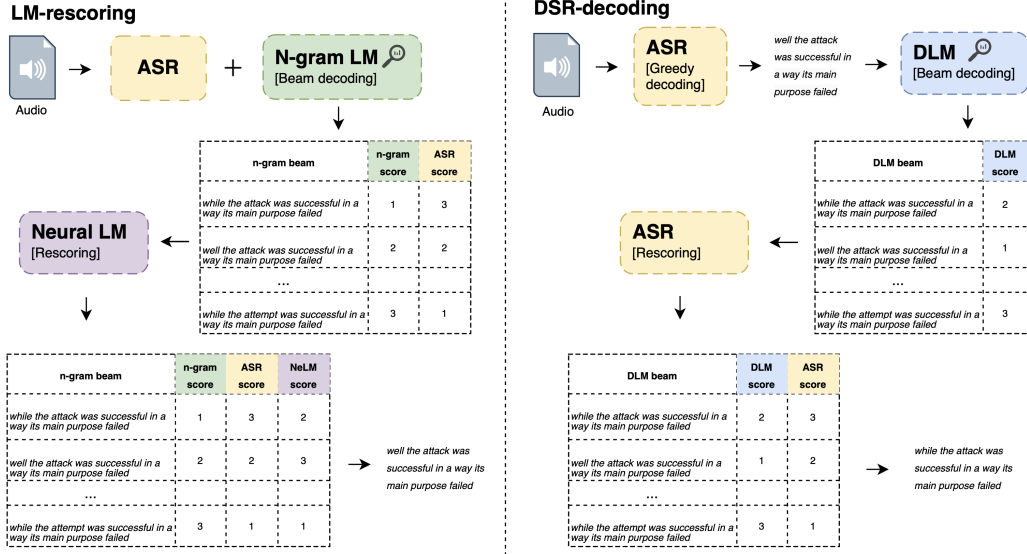 LM-rescoring
Audio
ASR
+
N-gram LM
[Beam decoding]
n-gram beam
n-gram
score
ASR
score
while the attack was successful in a
way its main purpose failed
1
3
well the attack was successful in a
way its main purpose failed
2
2
...
while the attempt was successful in a
way its main purpose failed
3
1
Neural LM
[Rescoring]
n-gram beam
n-gram
score
ASR
score
NeLM
score
while the attack was successful in a
way its main purpose failed
1
3
2
well the attack was successful in a
way its main purpose failed
2
2
3
...
while the attempt was successful in a
way its main purpose failed
3
1
1
well the attack was
successful in a way its
main purpose failed
DSR-decoding
Audio
ASR
[Greedy
decoding]
well the attack
was successful in
a way its main
purpose failed
DLM
[Beam decoding]
DLM beam
DLM
score
while the attack was successful in a
way its main purpose failed
2
well the attack was successful in a
way its main purpose failed
1
...
while the attempt was successful in a
way its main purpose failed
3
ASR
[Rescoring]
DLM beam
DLM
score
ASR
score
while the attack was successful in a
way its main purpose failed
2
3
well the attack was successful in a
way its main purpose failed
1
2
...
while the attempt was successful in a
way its main purpose failed
3
1
while the attack was
successful in a way its
main purpose failed